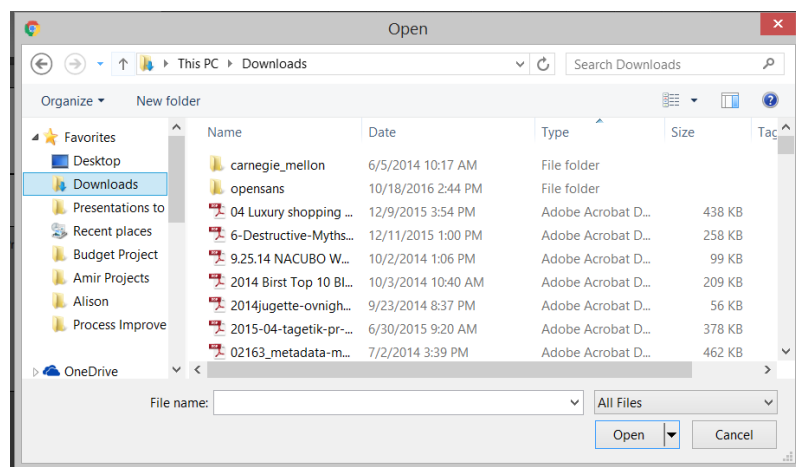 Open
This PC Downloads Search Downloads
Organize New folder
Favorites
Desktop
Downloads
Presentations to
Recent places
Budget Project
Amir Projects
Alison
Process Improve
OneDrive
Name Date Type Size Tag
carnegie_mellon 6/5/2014 10:17 AM File folder
opensans 10/18/2016 2:44 PM File folder
04 Luxury shopping ... 12/9/2015 3:54 PM Adobe Acrobat D... 438 KB
6-Destructive-Myths... 12/11/2015 1:00 PM Adobe Acrobat D... 258 KB
9.25.14 NACUBO W... 10/2/2014 1:06 PM Adobe Acrobat D... 99 KB
2014 Birst Top 10 BI... 10/3/2014 10:40 AM Adobe Acrobat D... 209 KB
2014jugette-ovnigh... 9/23/2014 8:37 PM Adobe Acrobat D... 56 KB
2015-04-tagetik-pr-... 6/30/2015 9:20 AM Adobe Acrobat D... 378 KB
02163_metadata-m... 7/2/2014 3:39 PM Adobe Acrobat D... 462 KB
File name: All Files
Open Cancel